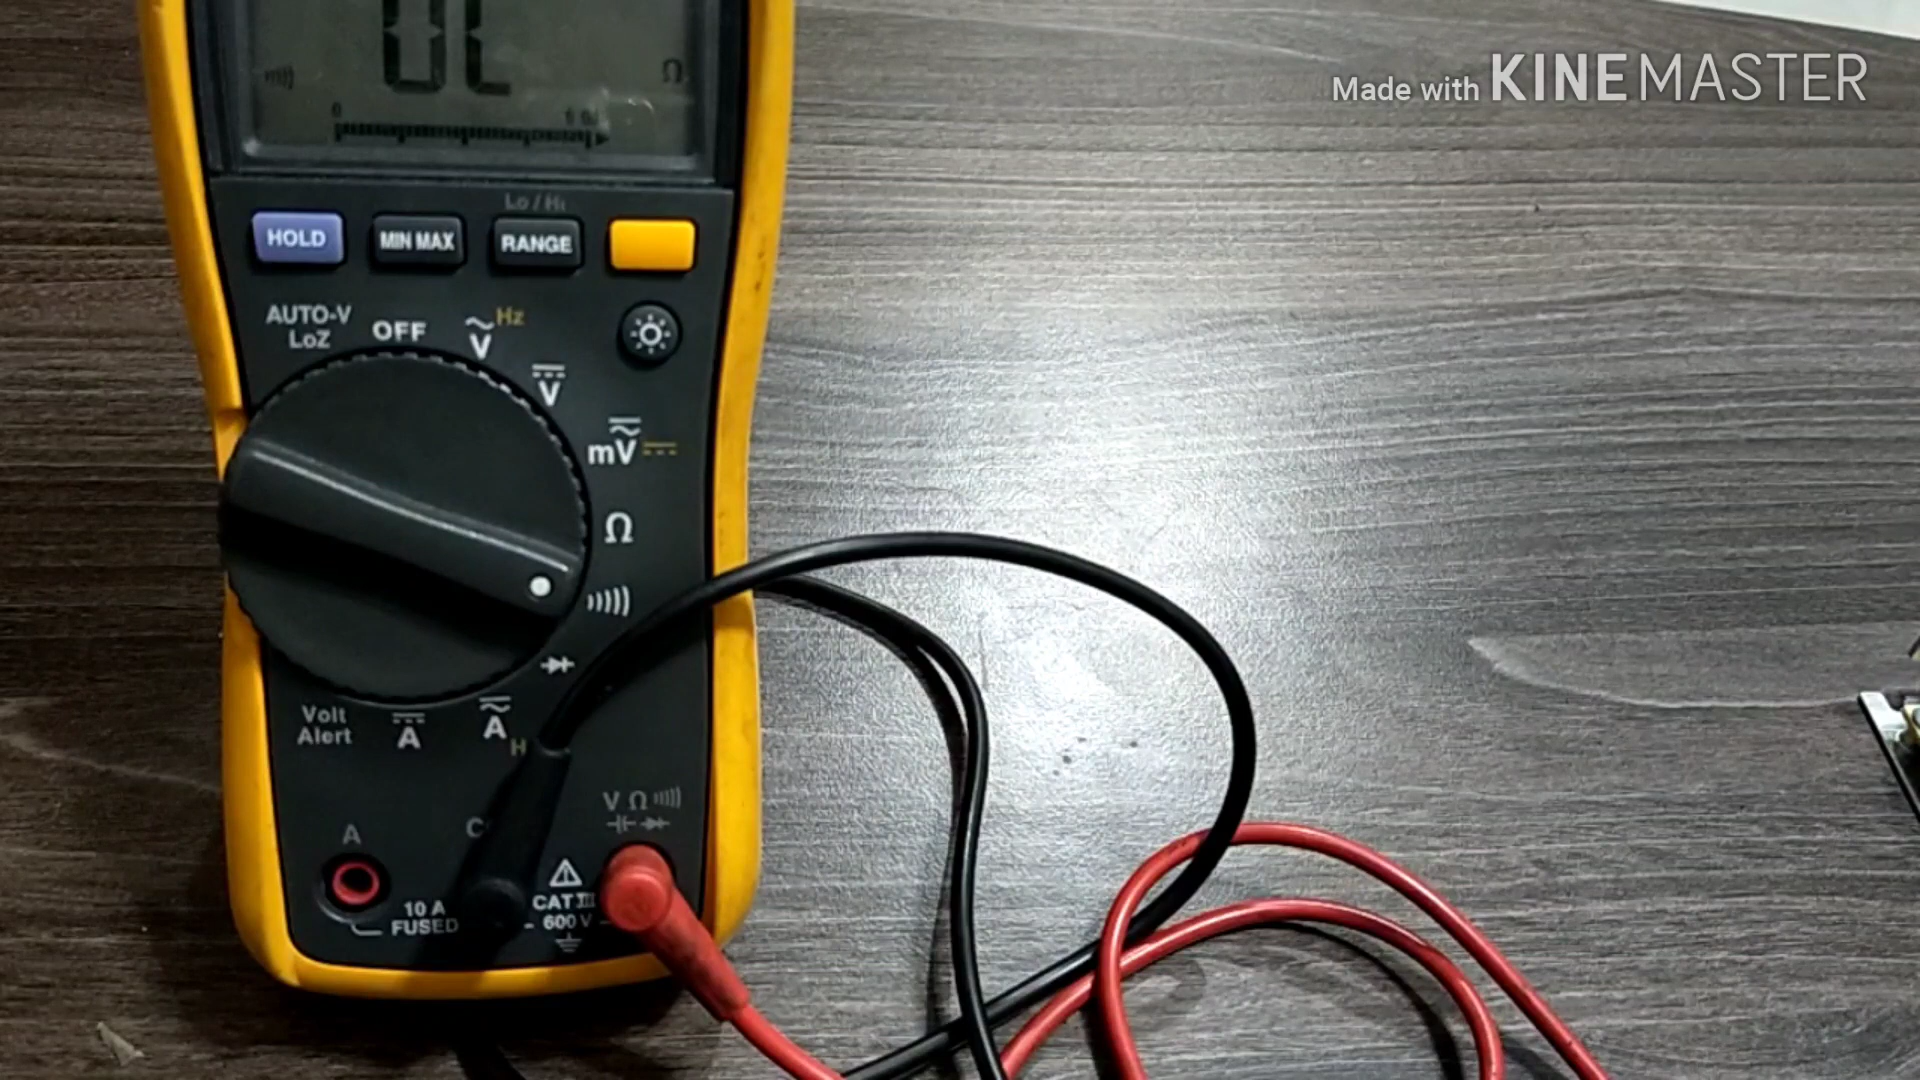 Made with KINEMASTER
OL
Ω
0
Lo / Hi
HOLD
MIN MAX
RANGE
AUTO-V
LoZ
OFF
V Hz
V
mV
Ω
Volt
Alert
A
A
H
V Ω
A
C
CAT III
10 A
600 V
FUSED